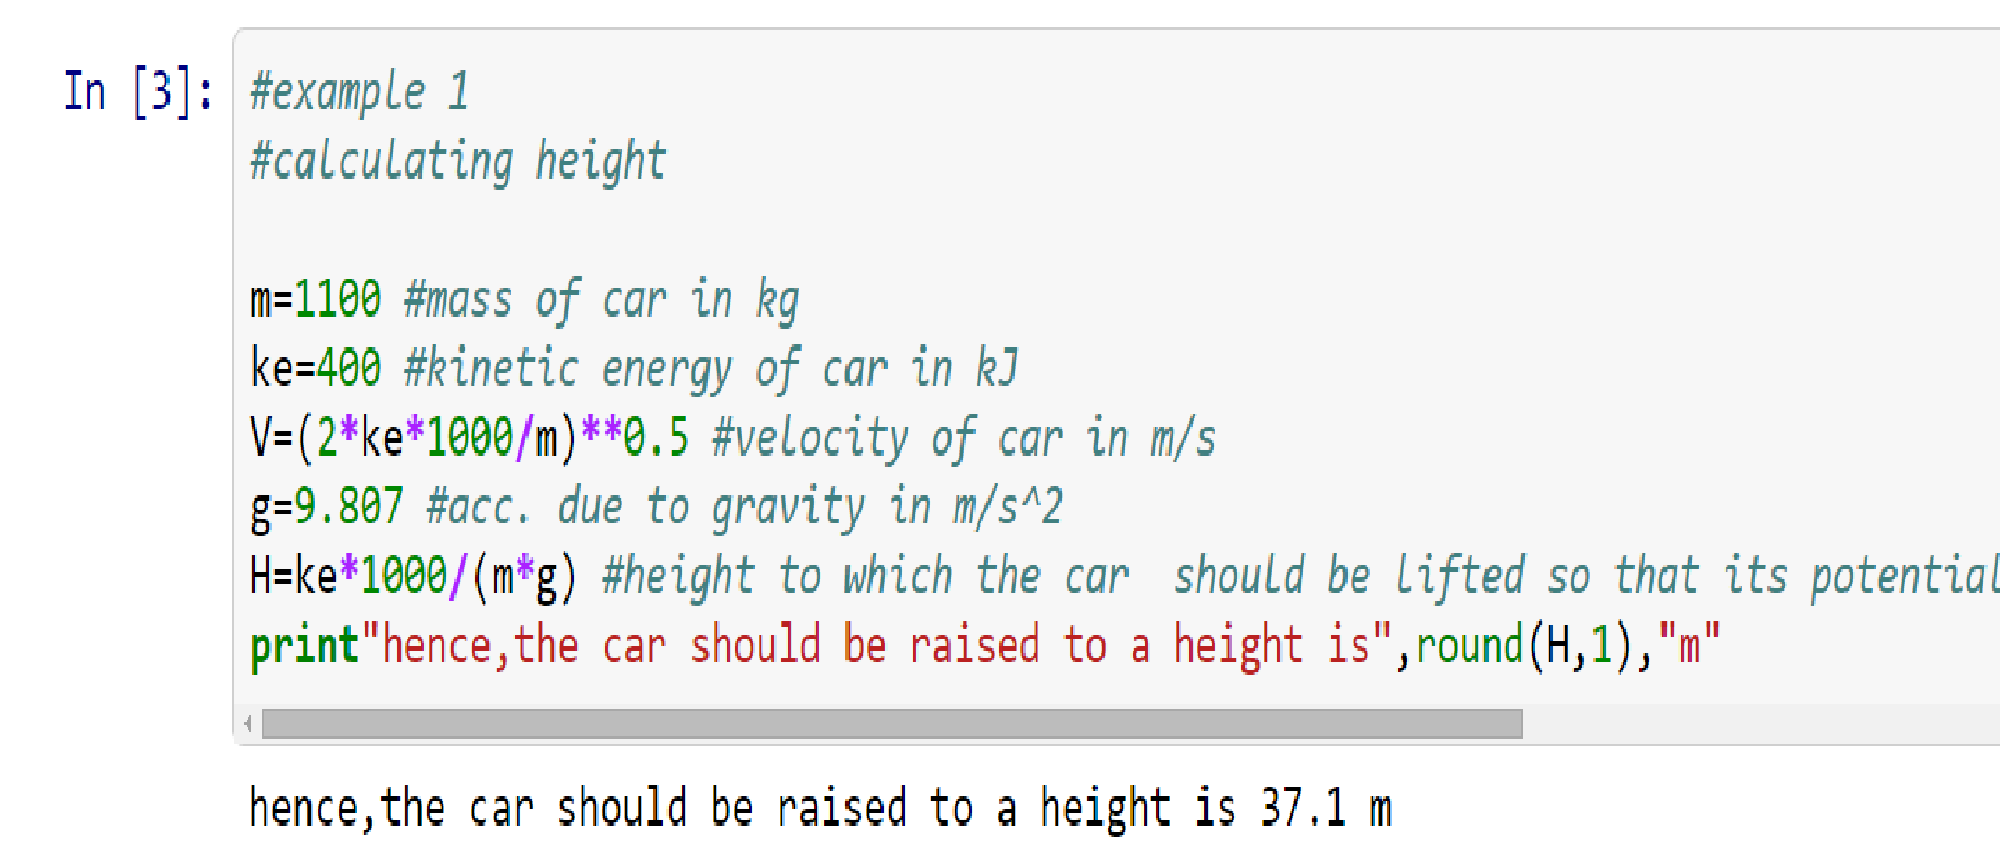 In [3]:
#example 1
#calculating height
m=1100 #mass of car in kg
ke=400 #kinetic energy of car in kJ
V=(2*ke*1000/m)**0.5 #velocity of car in m/s
g=9.807 #acc. due to gravity in m/s^2
H=ke*1000/(m*g) #height to which the car  should be lifted so that its potential
print"hence,the car should be raised to a height is",round(H,1),"m"
hence,the car should be raised to a height is 37.1 m